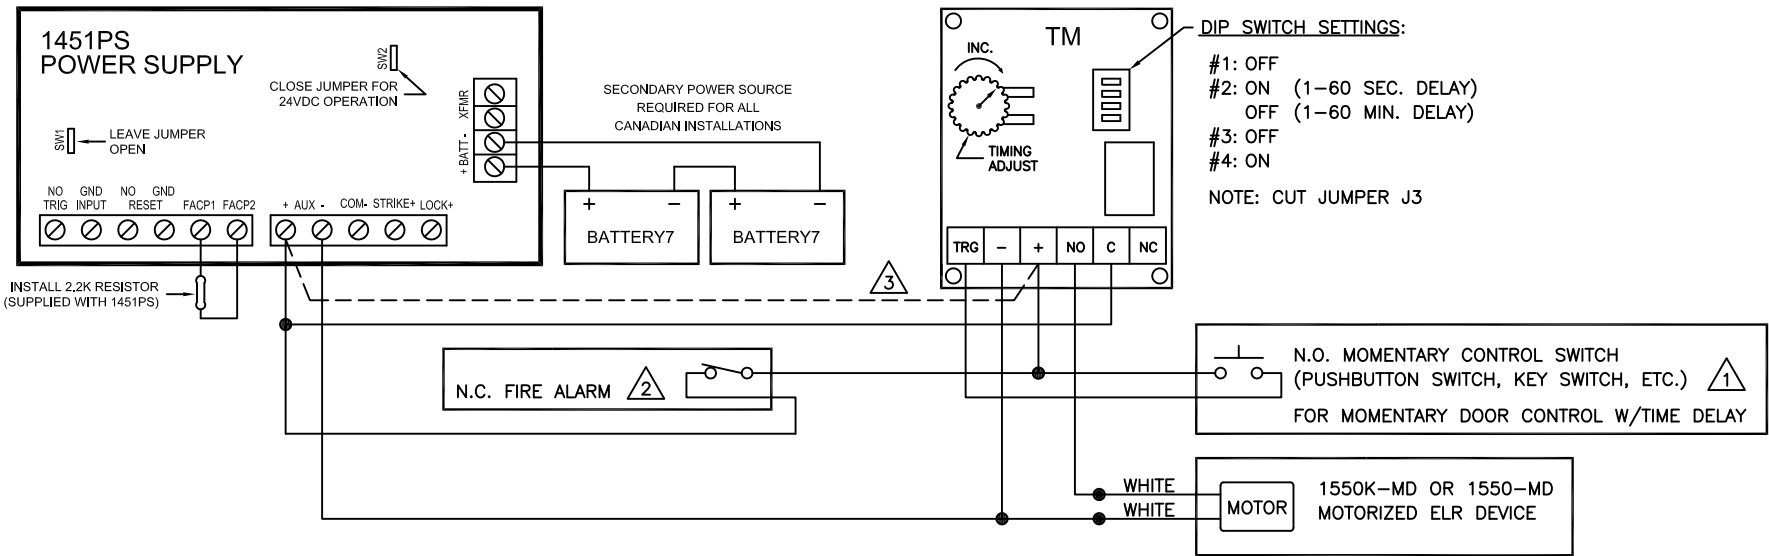 1451PS
POWER SUPPLY
SW2
CLOSE JUMPER FOR
24VDC OPERATION
SW1
LEAVE JUMPER
OPEN
XFMR
+ BATT -
NO TRIG
GND INPUT
NO GND
RESET
FACP1
FACP2
+ AUX -
COM-
STRIKE+
LOCK+
INSTALL 2.2K RESISTOR
(SUPPLIED WITH 1451PS)
SECONDARY POWER SOURCE
REQUIRED FOR ALL
CANADIAN INSTALLATIONS
+ -
BATTERY7
+ -
BATTERY7
TM
INC.
TIMING
ADJUST
TRG - + NO C NC
DIP SWITCH SETTINGS:
#1: OFF
#2: ON (1-60 SEC. DELAY)
OFF (1-60 MIN. DELAY)
#3: OFF
#4: ON
NOTE: CUT JUMPER J3
3
N.C. FIRE ALARM 2
N.O. MOMENTARY CONTROL SWITCH
(PUSHBUTTON SWITCH, KEY SWITCH, ETC.) 1
FOR MOMENTARY DOOR CONTROL W/TIME DELAY
WHITE
WHITE
MOTOR
1550K-MD OR 1550-MD
MOTORIZED ELR DEVICE